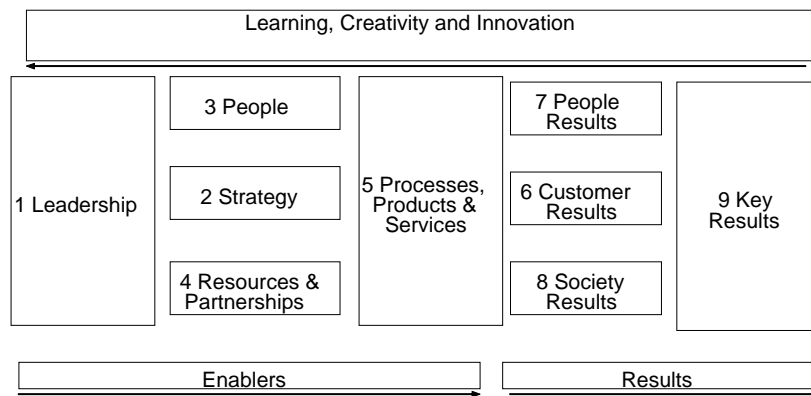 Learning, Creativity and Innovation
1 Leadership
3 People
2 Strategy
4 Resources &
Partnerships
5 Processes,
Products &
Services
7 People
Results
6 Customer
Results
8 Society
Results
9 Key
Results
Enablers
Results